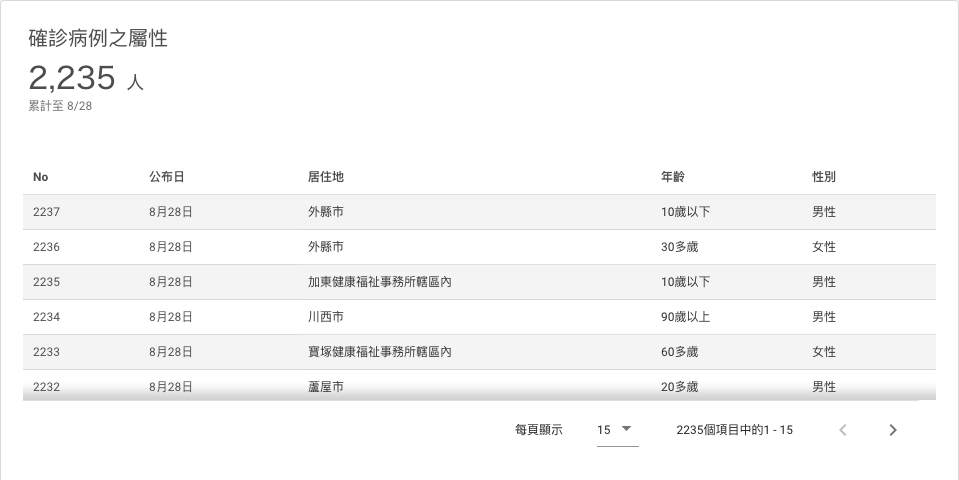 確診病例之屬性
2,235 人
累計至 8/28
No 公布日 居住地 年齡 性別
2237 8月28日 外縣市 10歲以下 男性
2236 8月28日 外縣市 30多歲 女性
2235 8月28日 加東健康福祉事務所轄區內 10歲以下 男性
2234 8月28日 川西市 90歲以上 男性
2233 8月28日 寶塚健康福祉事務所轄區內 60多歲 女性
2232 8月28日 蘆屋市 20多歲 男性
每頁顯示 15 2235個項目中的1 - 15